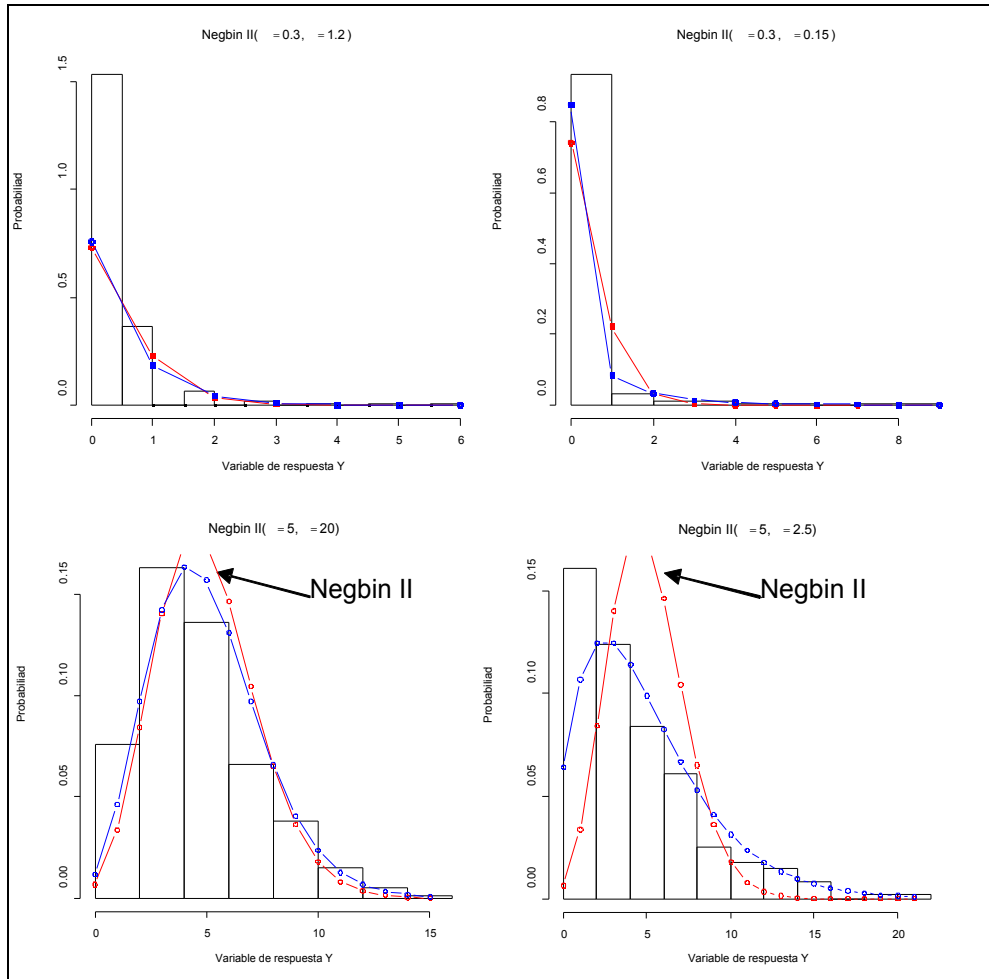 Negbin II( =0.3, =1.2)
1.5
1.0
0.5
0.0
Probabiliad
0 1 2 3 4 5 6
Variable de respuesta Y
Negbin II( =0.3, =0.15)
0.8
0.6
0.4
0.2
0.0
Probabiliad
0 2 4 6 8
Variable de respuesta Y
Negbin II( =5, =20)
Negbin II
0.15
0.10
0.05
0.00
Probabiliad
0 5 10 15
Variable de respuesta Y
Negbin II( =5, =2.5)
Negbin II
0.15
0.10
0.05
0.00
Probabiliad
0 5 10 15 20
Variable de respuesta Y